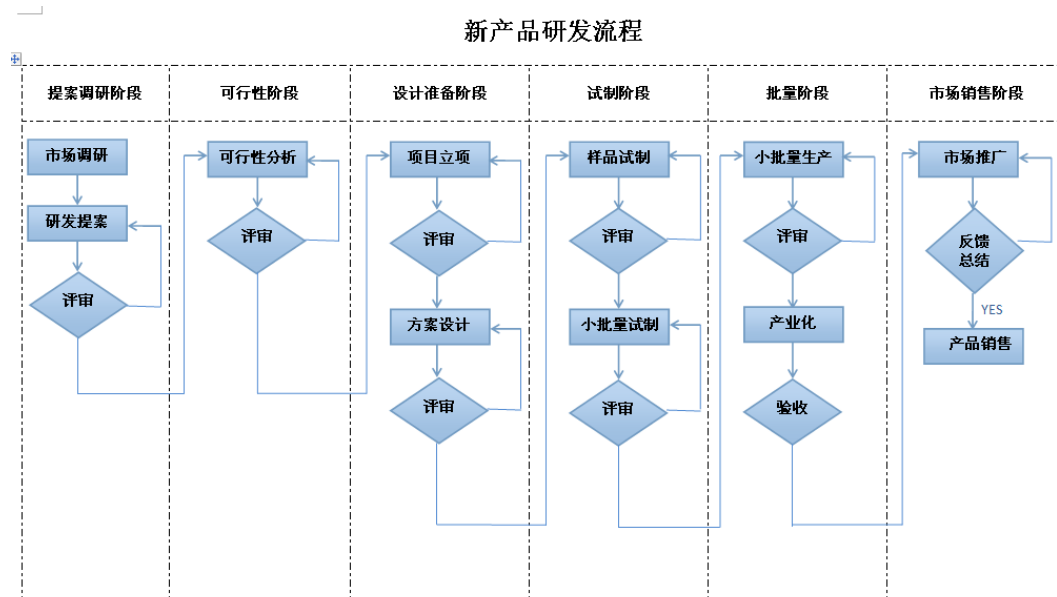 新产品研发流程
提案调研阶段
可行性阶段
设计准备阶段
试制阶段
批量阶段
市场销售阶段
市场调研
研发提案
评审
可行性分析
评审
项目立项
评审
方案设计
评审
样品试制
评审
小批量试制
评审
小批量生产
评审
产业化
验收
市场推广
反馈
总结
YES
产品销售